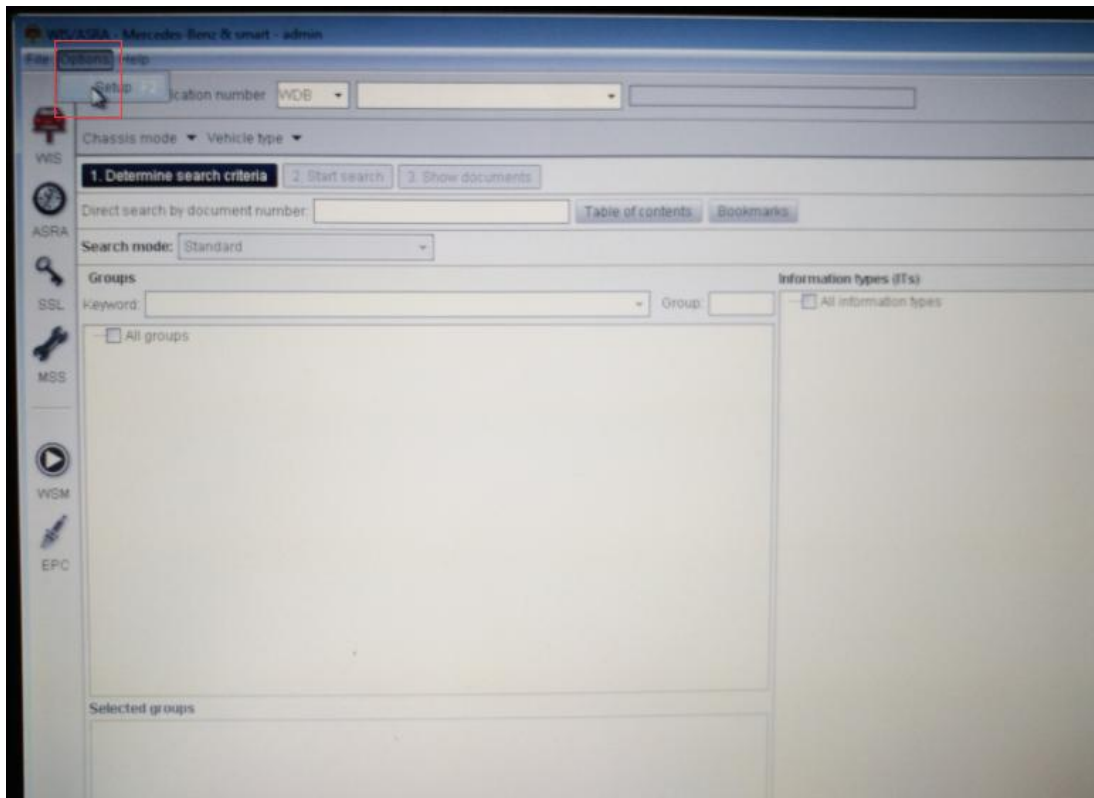 WIS/ASRA - Mercedes-Benz & smart - admin
File Options Help
Setup F2
ication number WDB
Chassis mode Vehicle type
WIS
1. Determine search criteria 2. Start search 3. Show documents
Direct search by document number: Table of contents Bookmarks
ASRA
Search mode: Standard
Groups Information types (ITs)
SSL
Keyword: Group:
All information types
All groups
MSS
WSM
EPC
Selected groups